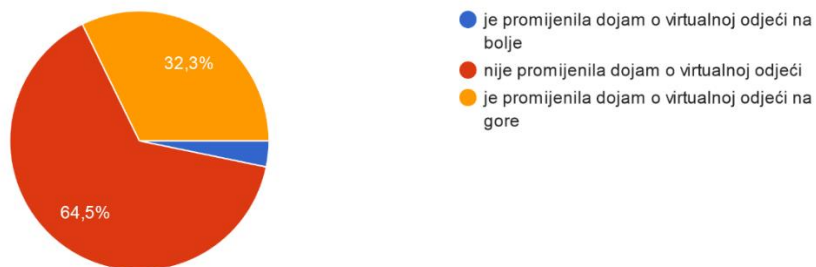 32,3%
64,5%
je promijenila dojam o virtualnoj odjeći na
bolje
nije promijenila dojam o virtualnoj odjeći
je promijenila dojam o virtualnoj odjeći na
gore